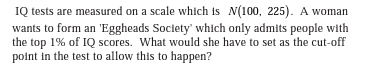 IQ tests are measured on a scale which is N(100, 225). A woman
wants to form an 'Eggheads Society' which only admits people with
the top 1% of IQ scores. What would she have to set as the cut-off
point in the test to allow this to happen?